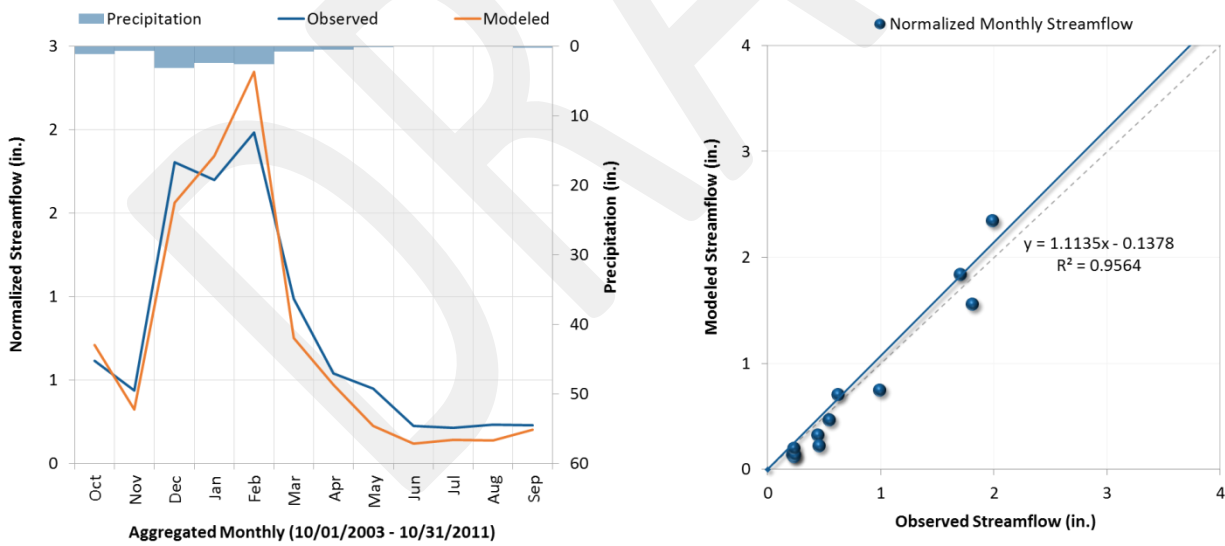 Precipitation Observed Modeled
3
2
2
1
1
0
Normalized Streamflow (in.)
0
10
20
30
40
50
60
Precipitation (in.)
Oct Nov Dec Jan Feb Mar Apr May Jun Jul Aug Sep
Aggregated Monthly (10/01/2003 - 10/31/2011)
Normalized Monthly Streamflow
4
3
2
1
0
Modeled Streamflow (in.)
y = 1.1135x - 0.1378
R² = 0.9564
0 1 2 3 4
Observed Streamflow (in.)
DRA